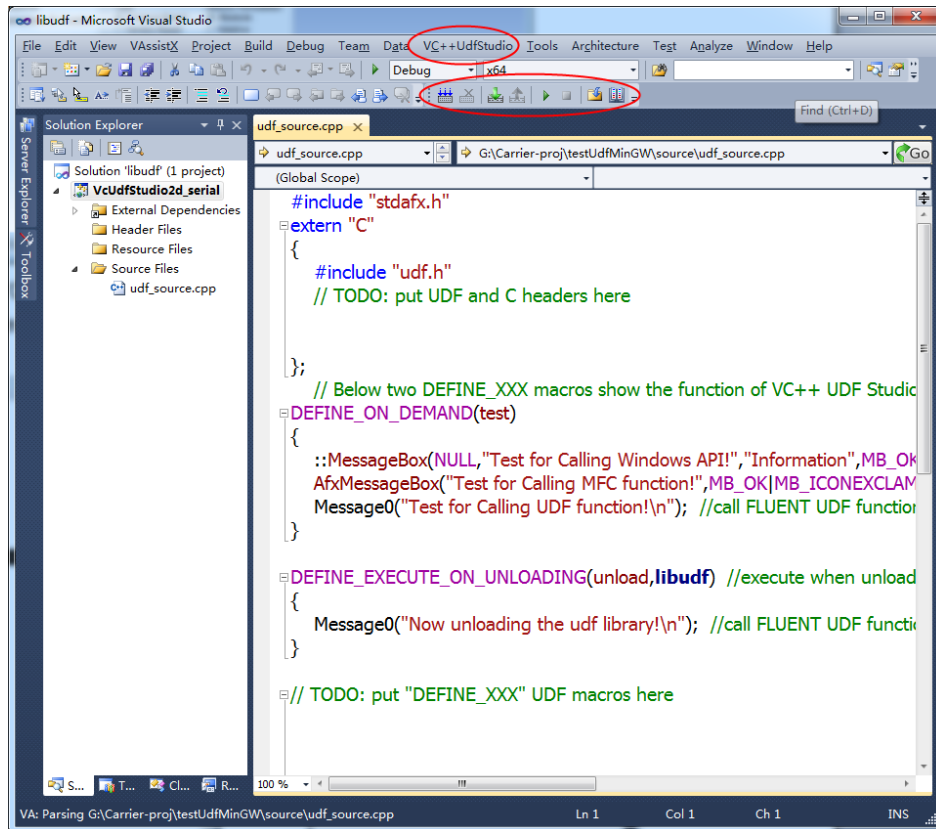 libudf - Microsoft Visual Studio
File Edit View VAssistX Project Build Debug Team Data VC++UdfStudio Tools Architecture Test Analyze Window Help
Debug x64
Find (Ctrl+D)
Solution Explorer
udf_source.cpp
udf_source.cpp G:\Carrier-proj\testUdfMinGW\source\udf_source.cpp Go
(Global Scope)
Server Explorer
Toolbox
Solution 'libudf' (1 project)
VcUdfStudio2d_serial
External Dependencies
Header Files
Resource Files
Source Files
udf_source.cpp
#include "stdafx.h"
extern "C"
{
#include "udf.h"
// TODO: put UDF and C headers here
};
// Below two DEFINE_XXX macros show the function of VC++ UDF Studio
DEFINE_ON_DEMAND(test)
{
::MessageBox(NULL,"Test for Calling Windows API!","Information",MB_OK
AfxMessageBox("Test for Calling MFC function!",MB_OK|MB_ICONEXCLAM
Message0("Test for Calling UDF function!\n"); //call FLUENT UDF function
}
DEFINE_EXECUTE_ON_UNLOADING(unload,libudf) //execute when unload
{
Message0("Now unloading the udf library!\n"); //call FLUENT UDF functi
}
// TODO: put "DEFINE_XXX" UDF macros here
S... T... Cl... R...
100 %
VA: Parsing G:\Carrier-proj\testUdfMinGW\source\udf_source.cpp Ln 1 Col 1 Ch 1 INS